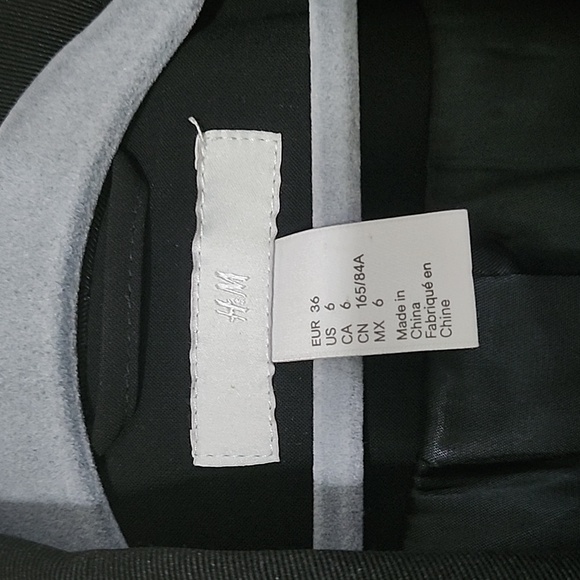 H&M
EUR 36
US 6
CA 6
CN 165/84A
MX 6
Made in
China
Fabriqué en
Chine